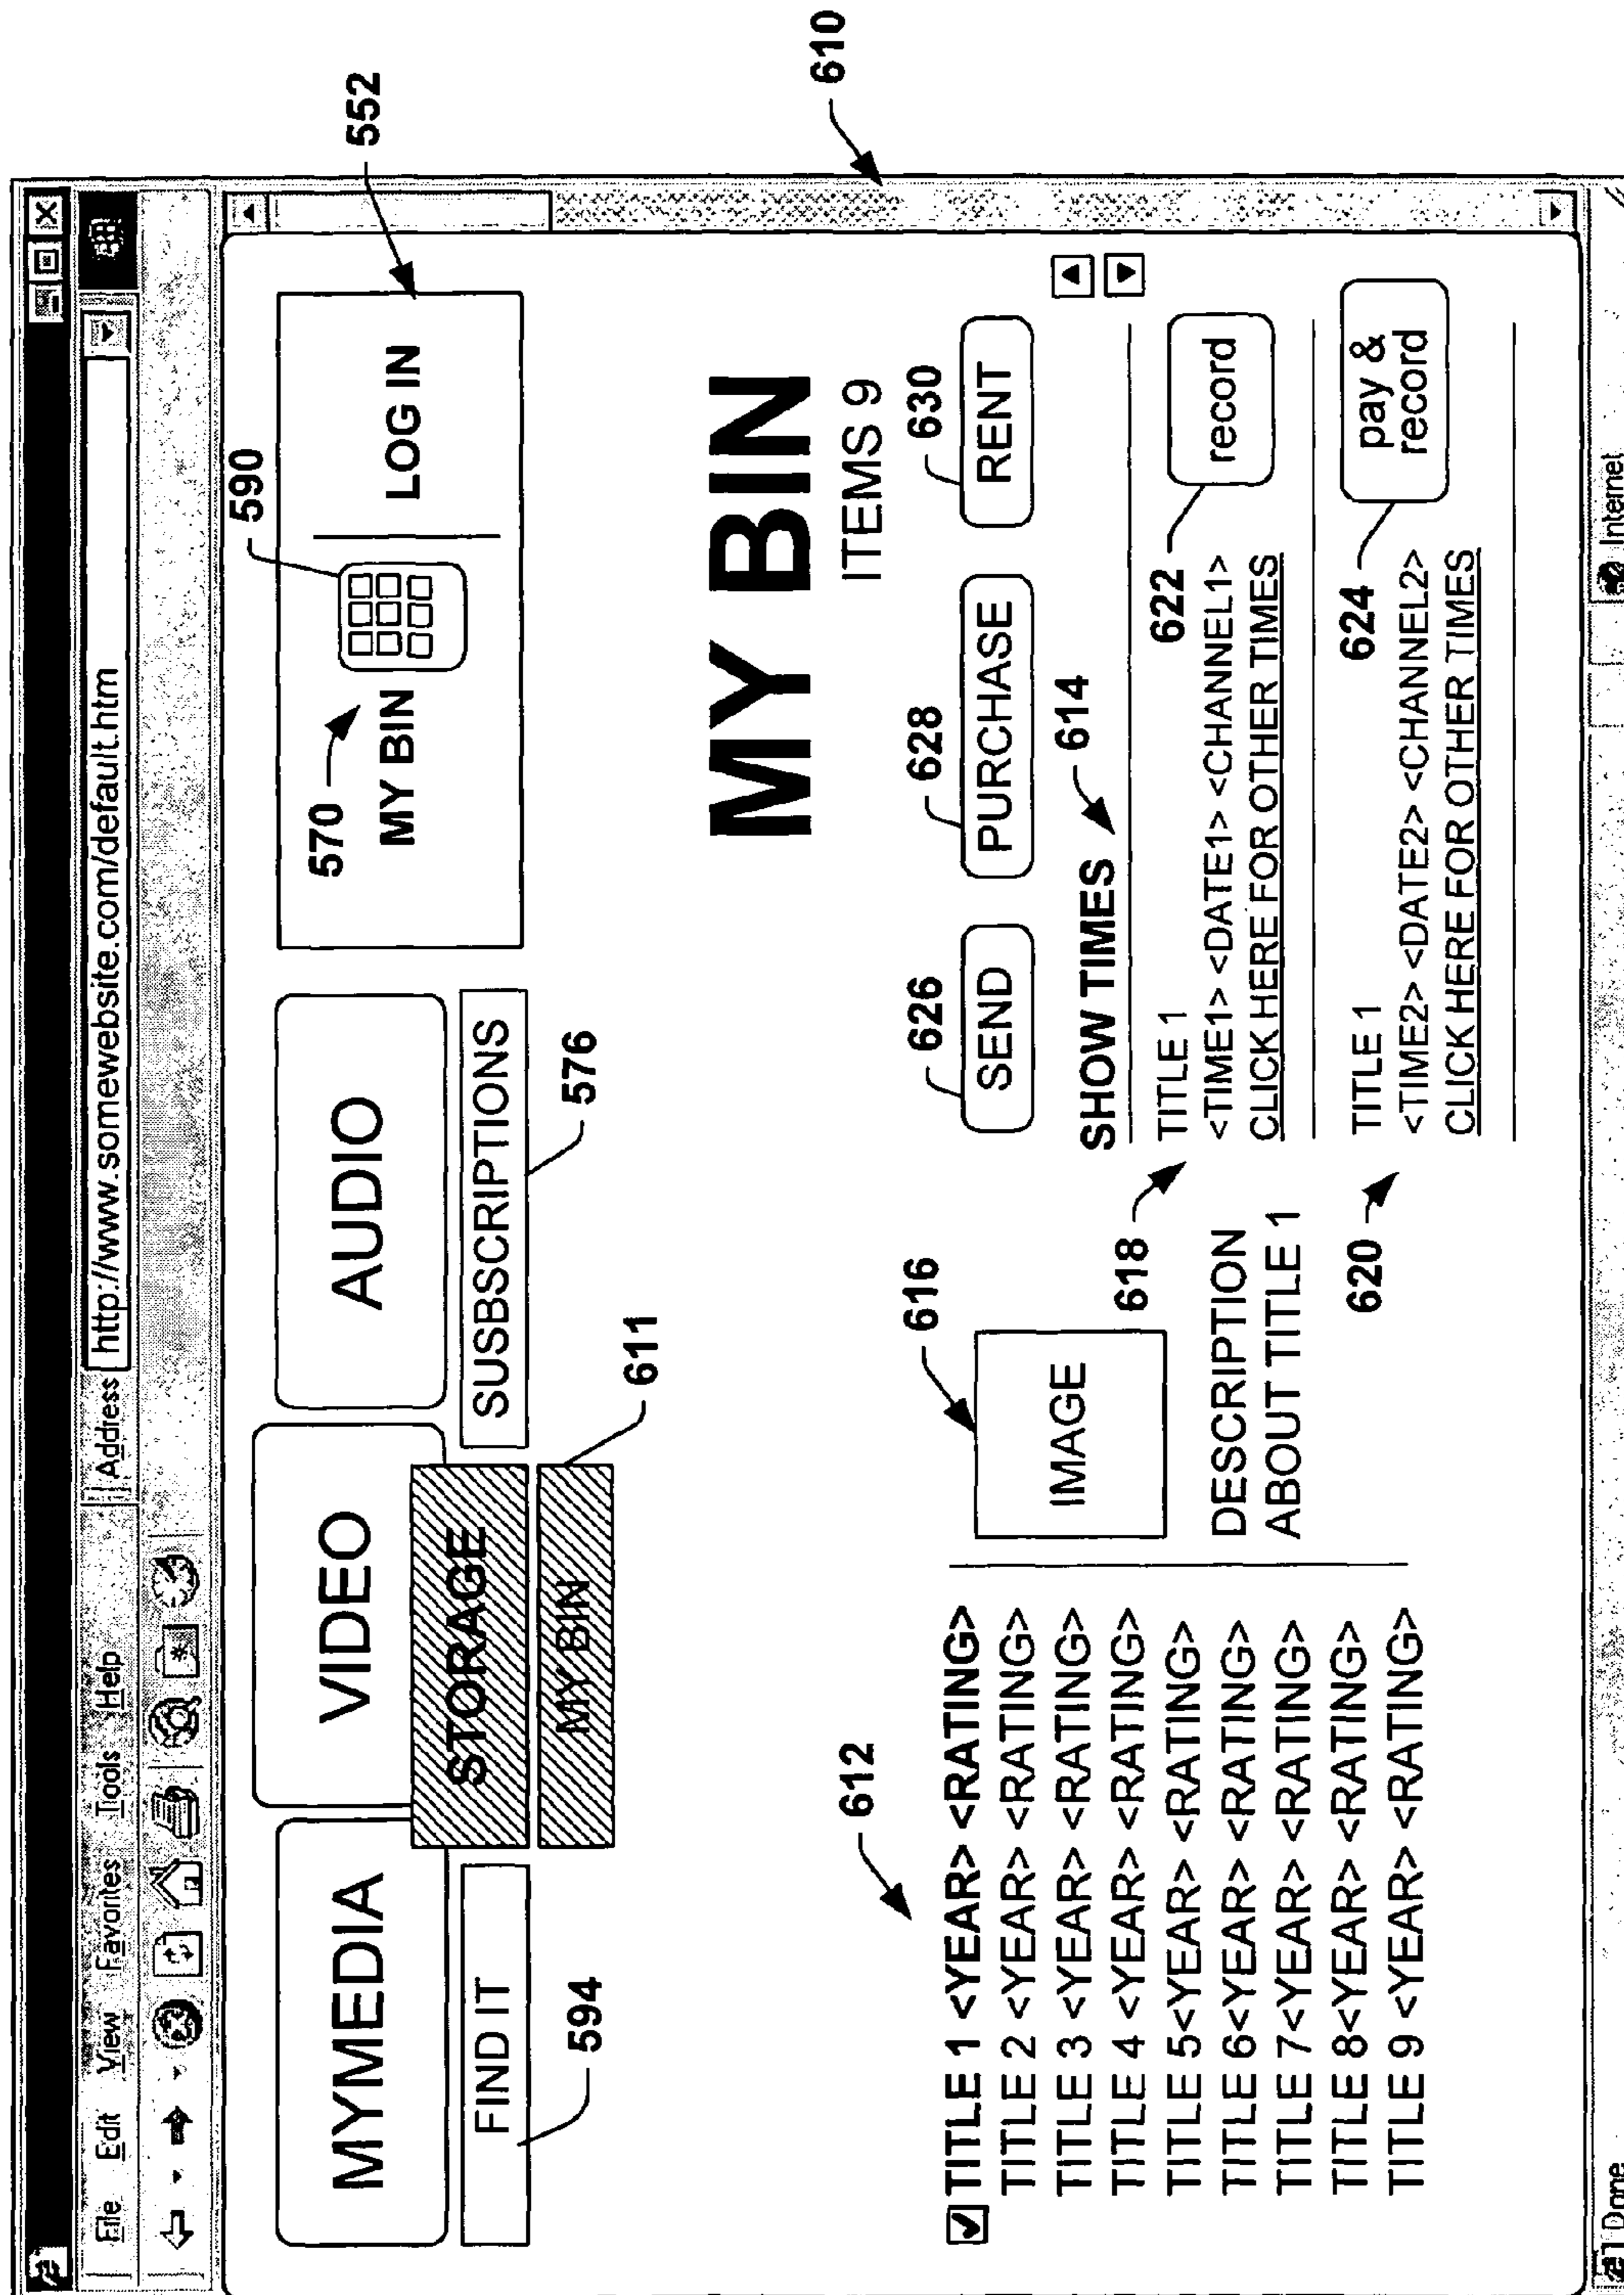 File Edit View Favorites Tools Help
Address http://www.somewebsite.com/default.htm
590
552
570
MYMEDIA
VIDEO
AUDIO
MY BIN
LOG IN
FIND IT
STORAGE
SUSBSCRIPTIONS
MY BIN
594
611
576
610
MY BIN
ITEMS 9
612
616
626
628
630
SEND
PURCHASE
RENT
TITLE 1 <YEAR> <RATING>
TITLE 2 <YEAR> <RATING>
TITLE 3 <YEAR> <RATING>
TITLE 4 <YEAR> <RATING>
TITLE 5<YEAR> <RATING>
TITLE 6<YEAR> <RATING>
TITLE 7<YEAR> <RATING>
TITLE 8<YEAR> <RATING>
TITLE 9 <YEAR> <RATING>
IMAGE
DESCRIPTION
ABOUT TITLE 1
SHOW TIMES
614
618
TITLE 1
<TIME1> <DATE1> <CHANNEL1>
CLICK HERE FOR OTHER TIMES
622
record
620
TITLE 1
<TIME2> <DATE2> <CHANNEL2>
CLICK HERE FOR OTHER TIMES
624
pay &
record
Done
Internet